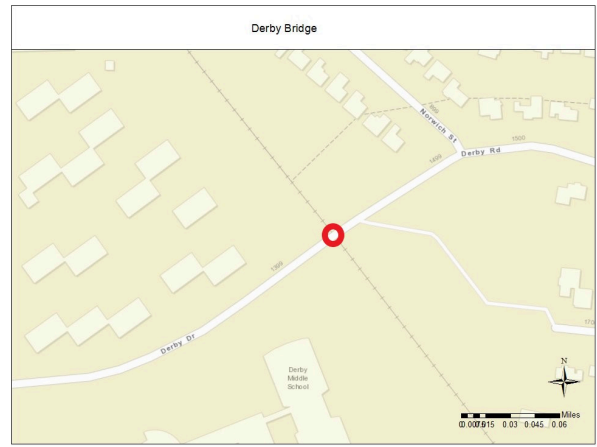 Derby Bridge
Norwich St
1500
Derby Rd
1400
1300
Derby Dr
Derby
Middle
School
N
Miles
0.03 0.045 0.06